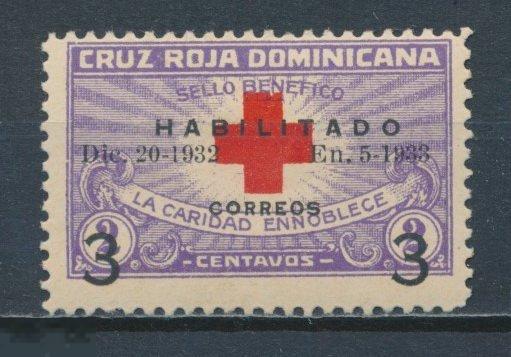 CRUZ ROJA DOMINICANA
SELLO BENEFICO
HABILITADO
Dic. 20-1932 En. 5-1933
CORREOS
LA CARIDAD ENNOBLECE
3 3
-CENTAVOS-